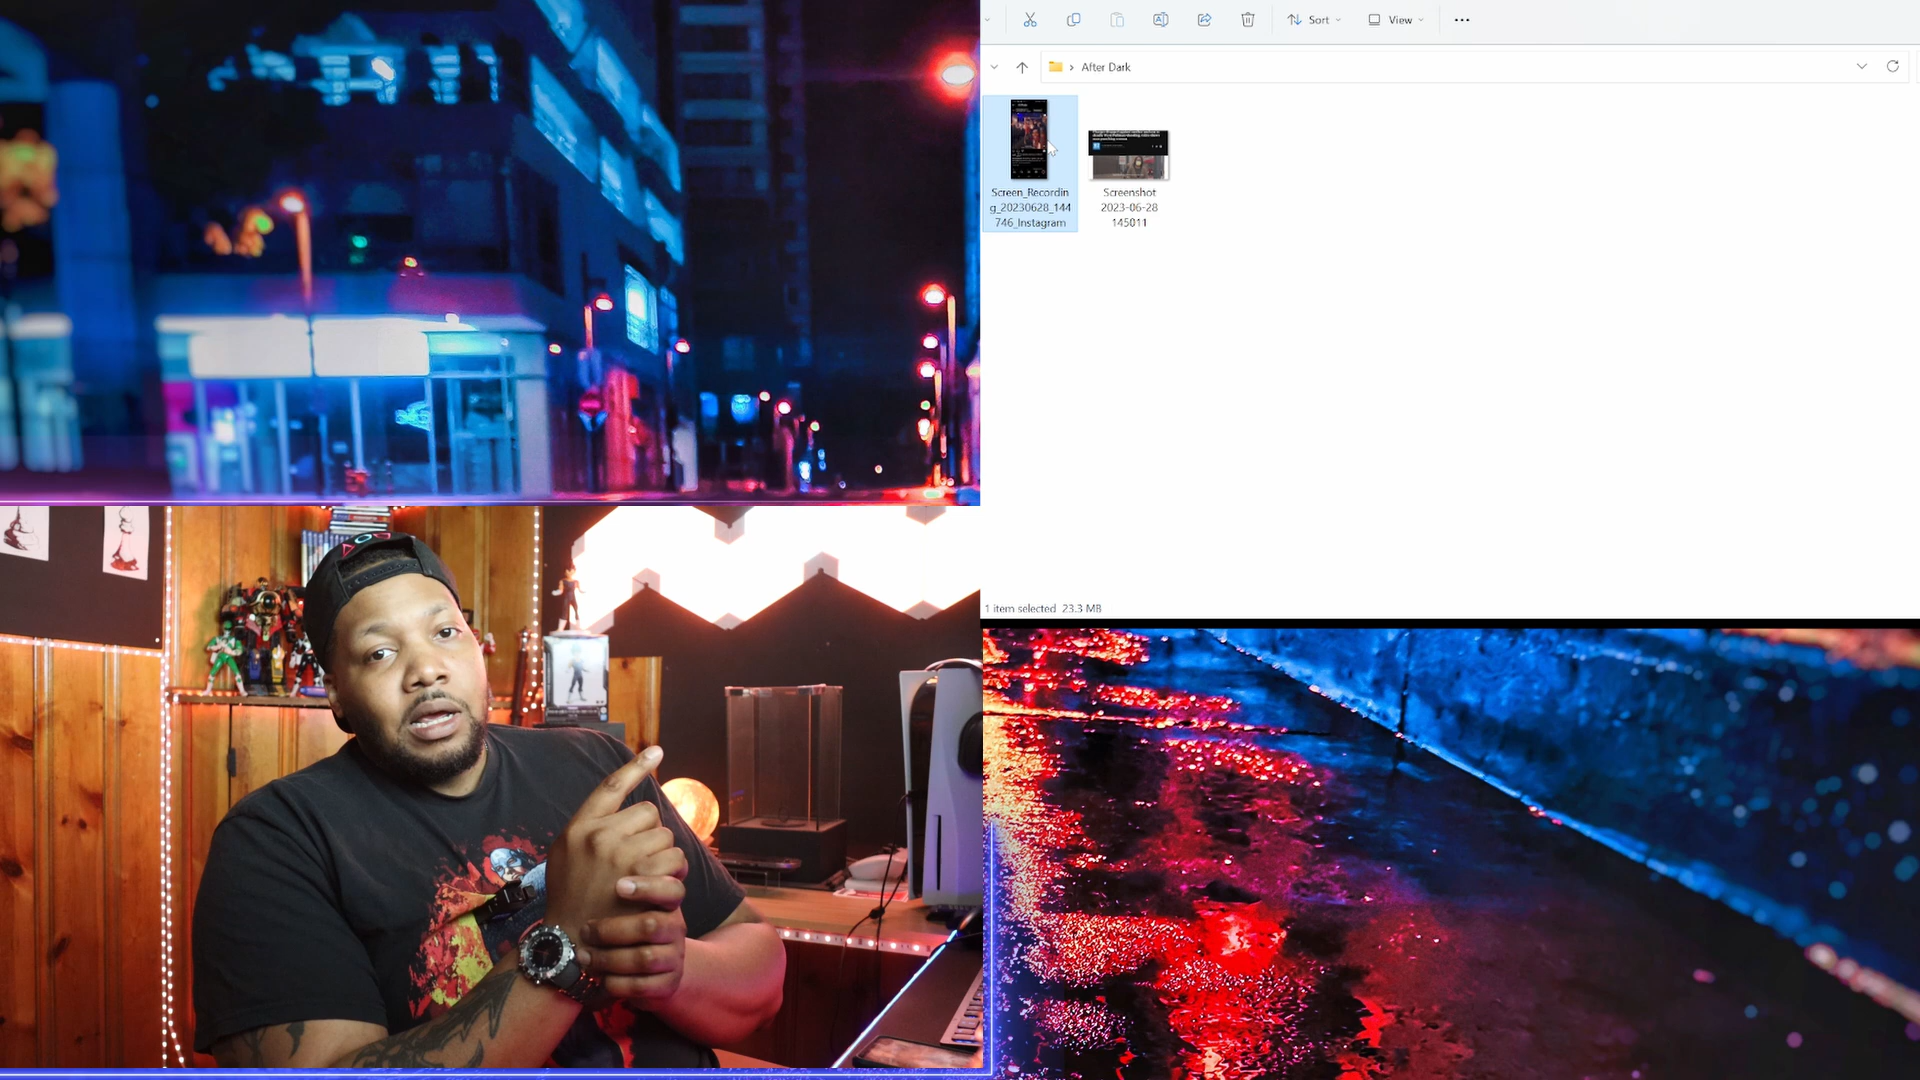 Sort
View
After Dark
Screen_Recordin
g_20230628_144
746_Instagram
Screenshot
2023-06-28
145011
1 item selected 23.3 MB